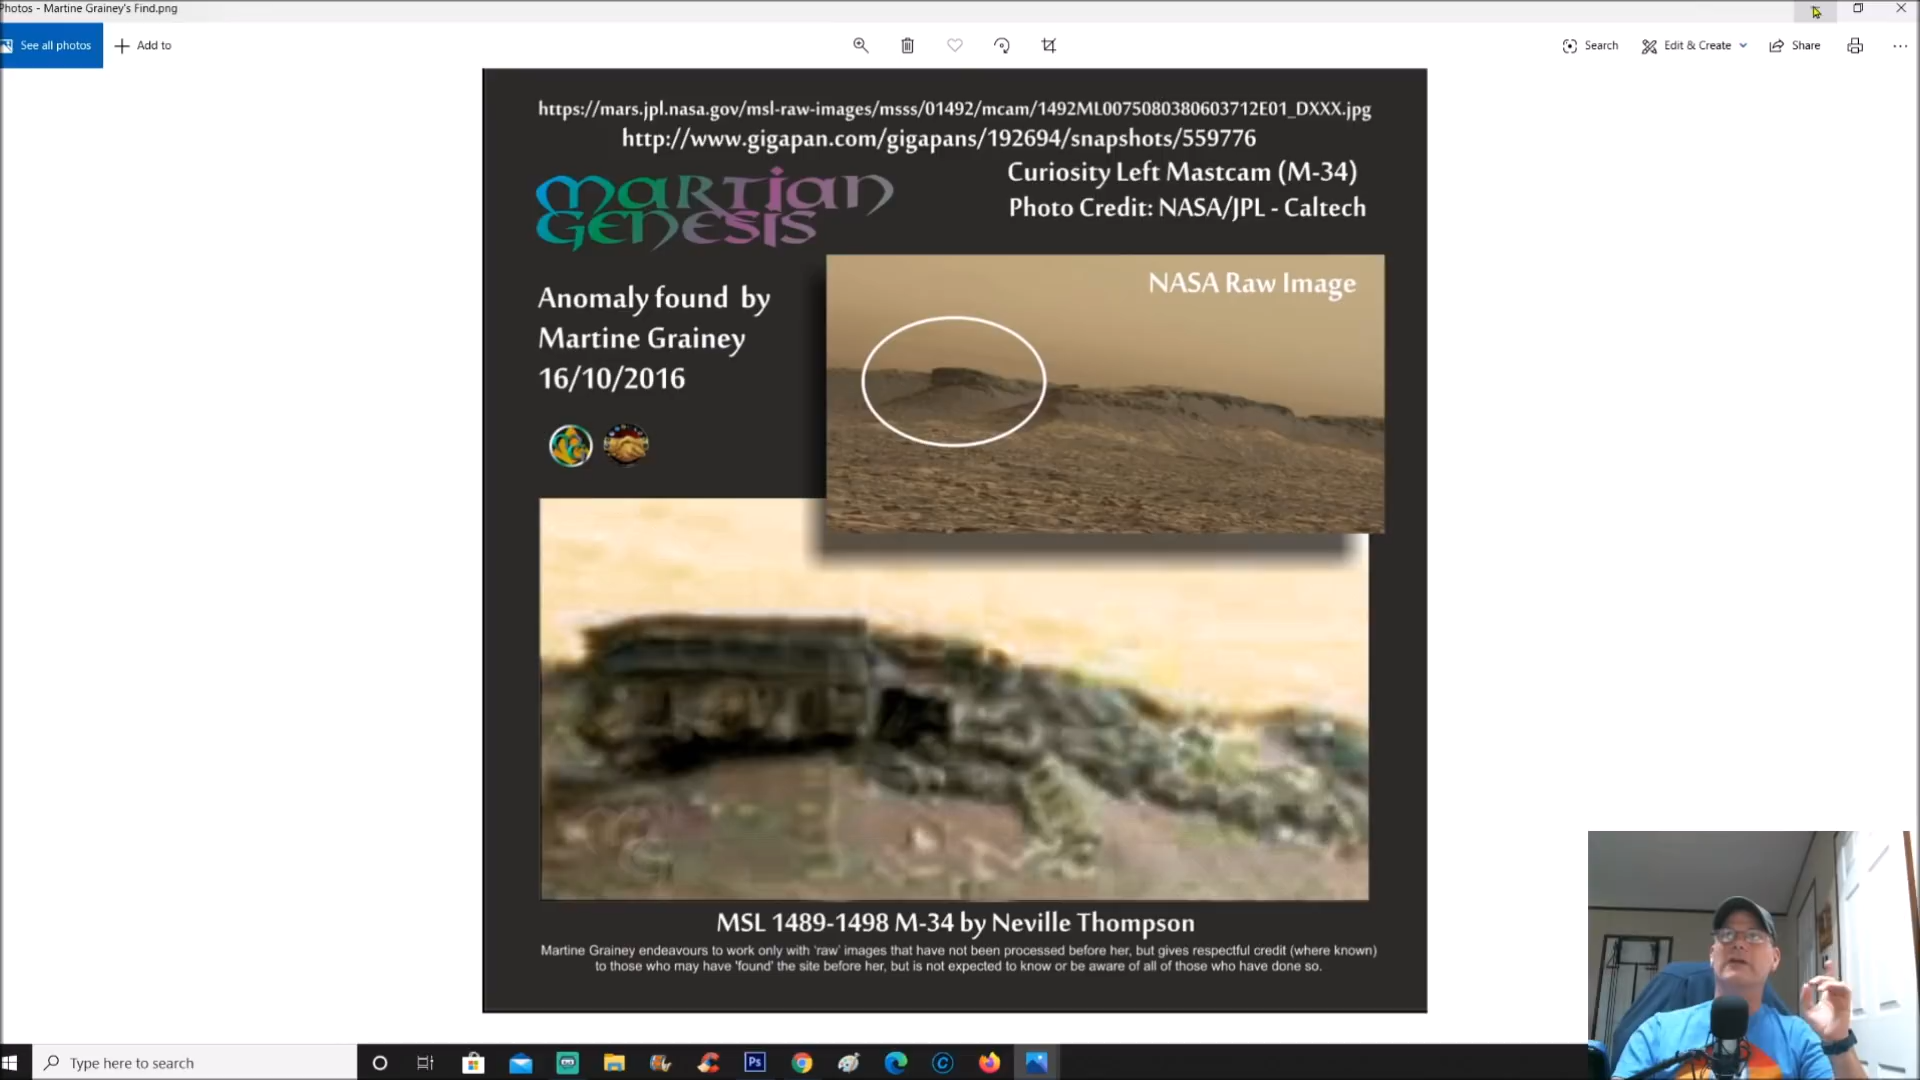 Photos - Martine Grainey's Find.png
See all photos
Add to
Search
Edit & Create
Share
https://mars.jpl.nasa.gov/msl-raw-images/msss/01492/mcam/1492ML0075080380603712E01_DXXX.jpg
http://www.gigapan.com/gigapans/192694/snapshots/559776
MARTIAN
GENESIS
Curiosity Left Mastcam (M-34)
Photo Credit: NASA/JPL - Caltech
NASA Raw Image
Anomaly found by
Martine Grainey
16/10/2016
MSL 1489-1498 M-34 by Neville Thompson
Martine Grainey endeavours to work only with 'raw' images that have not been processed before her, but gives respectful credit (where known)
to those who may have 'found' the site before her, but is not expected to know or be aware of all of those who have done so.
Type here to search
Ps